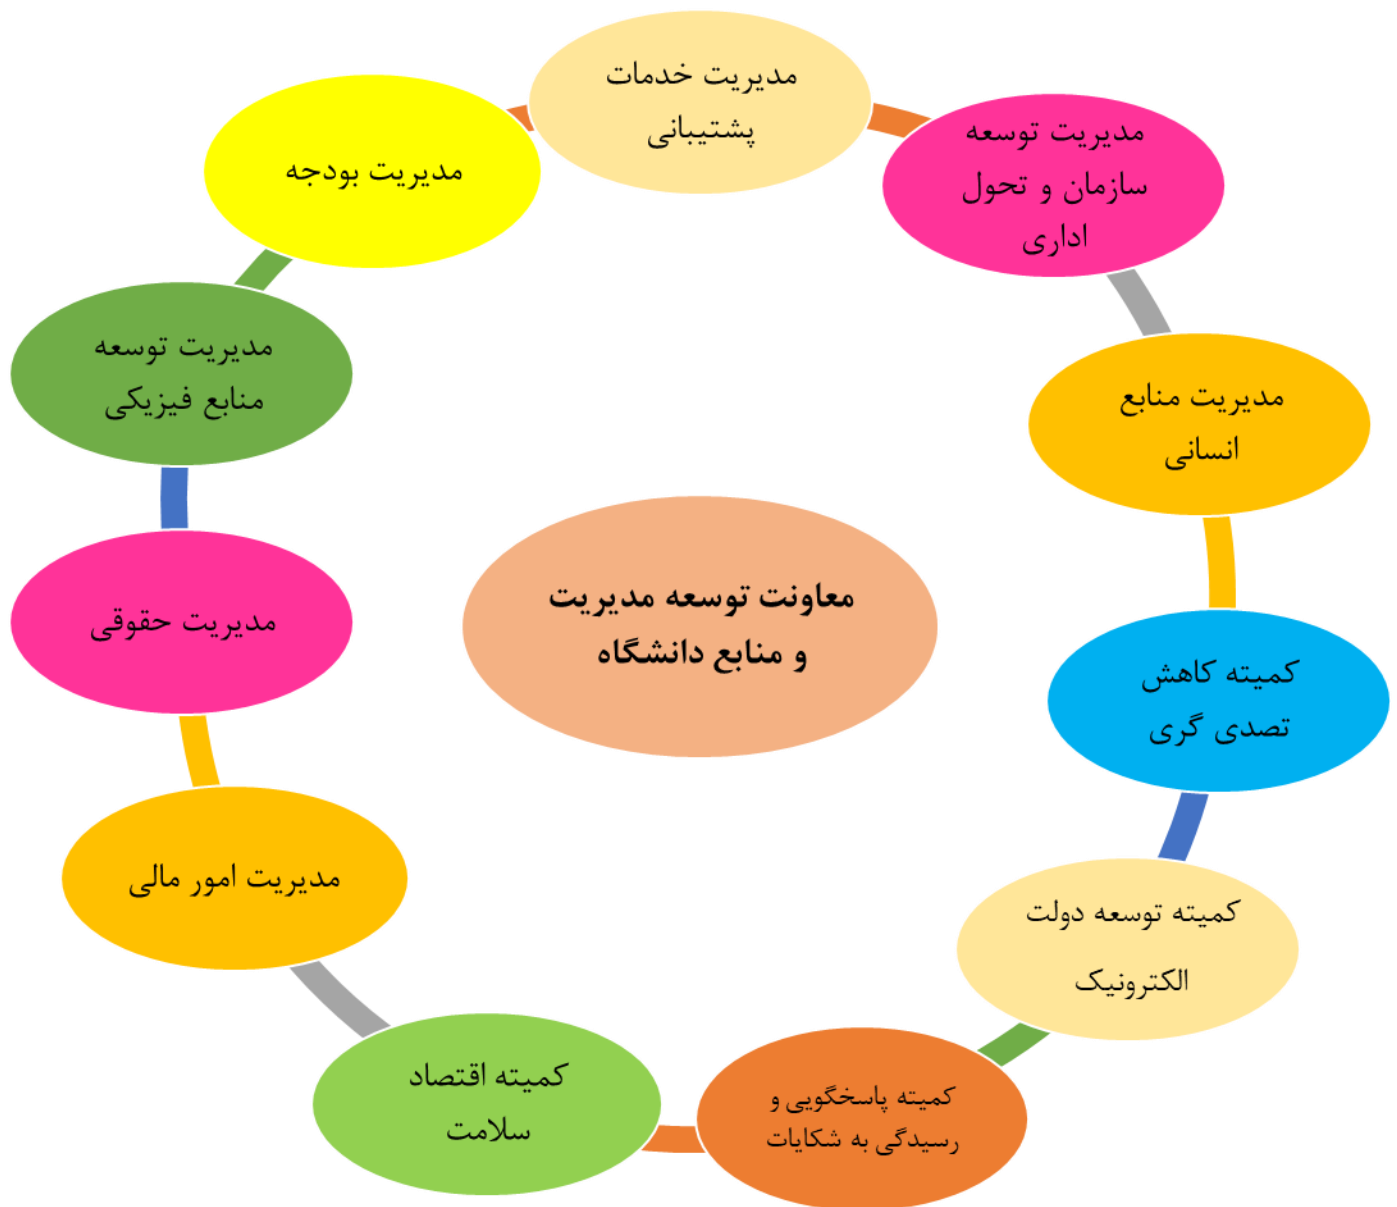 مدیریت خدمات
پشتیبانی
مدیریت توسعه
سازمان و تحول
اداری
مدیریت منابع
انسانی
کمیته کاهش
تصدی گری
کمیته توسعه دولت
الکترونیک
کمیته پاسخگویی و
رسیدگی به شکایات
کمیته اقتصاد
سلامت
مدیریت امور مالی
مدیریت حقوقی
مدیریت توسعه
منابع فیزیکی
مدیریت بودجه
معاونت توسعه مدیریت
و منابع دانشگاه